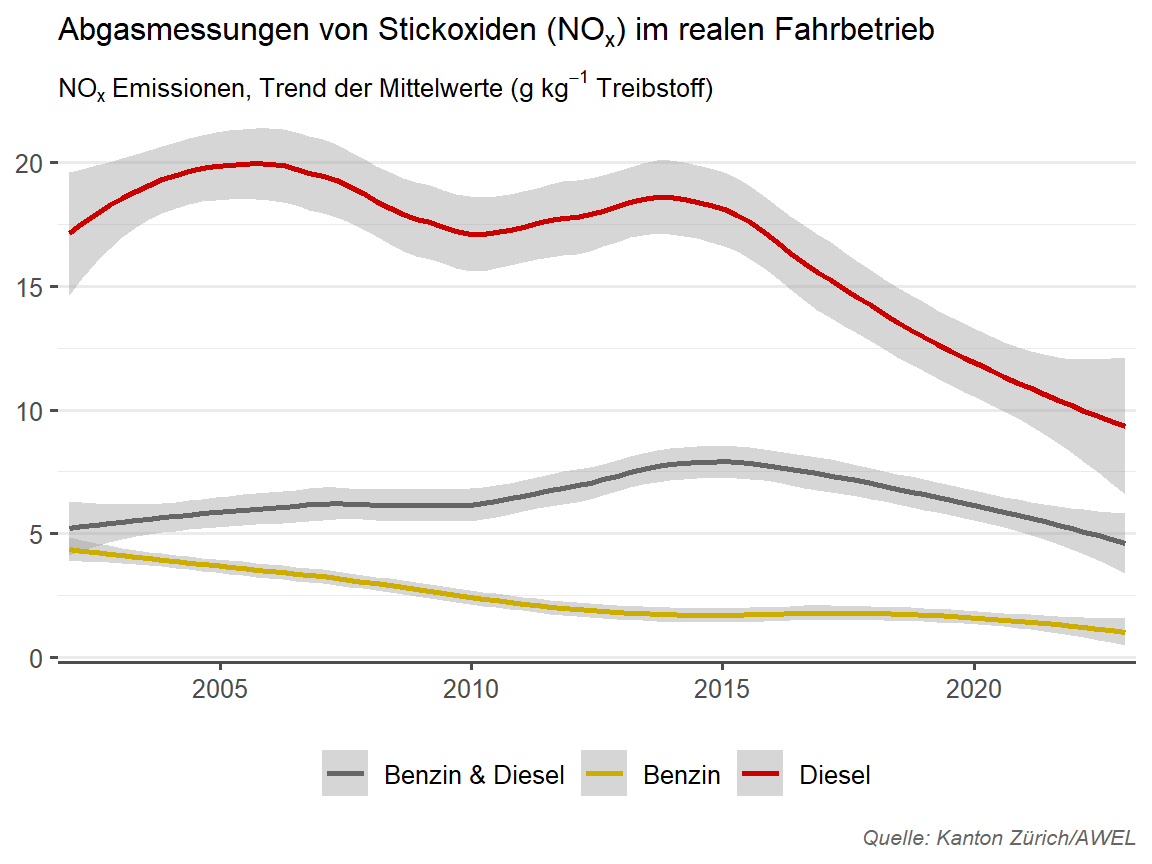 Abgasmessungen von Stickoxiden (NOₓ) im realen Fahrbetrieb
NOₓ Emissionen, Trend der Mittelwerte (g kg⁻¹ Treibstoff)
20
15
10
5
0
2005 2010 2015 2020
Benzin & Diesel Benzin Diesel
Quelle: Kanton Zürich/AWEL